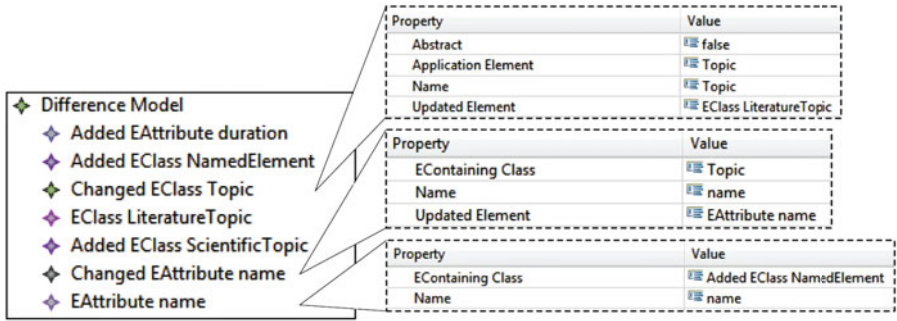 Difference Model
Added EAttribute duration
Added EClass NamedElement
Changed EClass Topic
EClass LiteratureTopic
Added EClass ScientificTopic
Changed EAttribute name
EAttribute name
Property Value
Abstract false
Application Element Topic
Name Topic
Updated Element EClass LiteratureTopic
Property Value
EContaining Class Topic
Name name
Updated Element EAttribute name
Property Value
EContaining Class Added EClass NamedElement
Name name